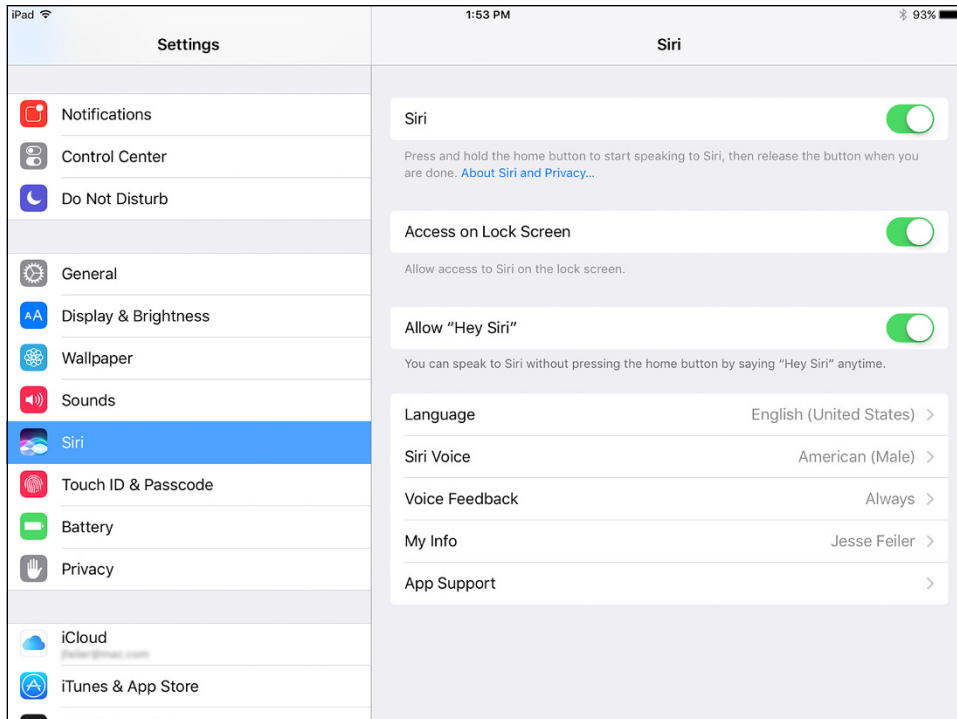 iPad 1:53 PM 93%
Settings
Siri
Notifications
Control Center
Do Not Disturb
General
AA Display & Brightness
Wallpaper
Sounds
Siri
Touch ID & Passcode
Battery
Privacy
iCloud
iTunes & App Store
Siri
Press and hold the home button to start speaking to Siri, then release the button when you
are done. About Siri and Privacy...
Access on Lock Screen
Allow access to Siri on the lock screen.
Allow “Hey Siri”
You can speak to Siri without pressing the home button by saying “Hey Siri” anytime.
Language English (United States)
Siri Voice American (Male)
Voice Feedback Always
My Info Jesse Feiler
App Support